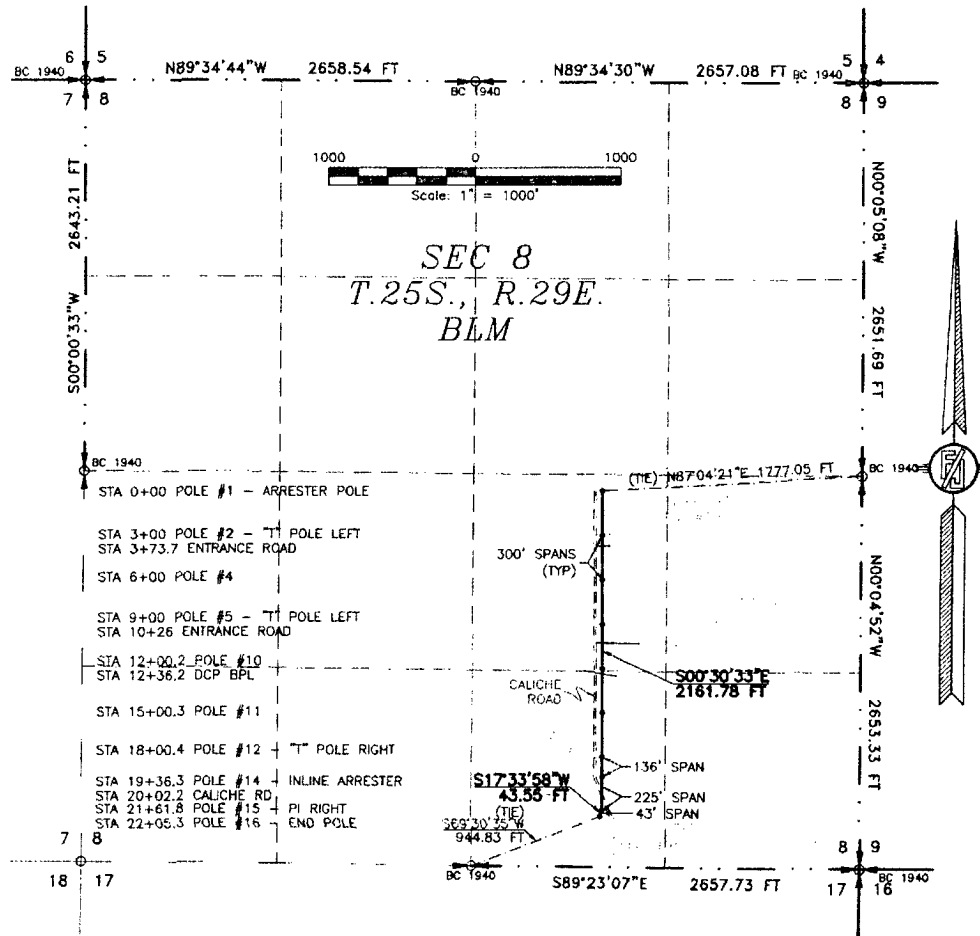 6 5
BC 1940
7 8
N89°34'44"W 2658.54 FT
BC 1940
N89°34'30"W 2657.08 FT
5 4
BC 1940
8 9
1000 0 1000
Scale: 1" = 1000'
2643.21 FT
S00°00'33"W
N00°05'08"W
2651.69 FT
SEC 8
T.25S., R.29E.
BLM
BC 1940
(TIE) N87°04'21"E 1777.05 FT
BC 1940
STA 0+00 POLE #1 - ARRESTER POLE
STA 3+00 POLE #2 - "T" POLE LEFT
STA 3+73.7 ENTRANCE ROAD
300' SPANS
(TYP)
STA 6+00 POLE #4
STA 9+00 POLE #5 - "T" POLE LEFT
STA 10+26 ENTRANCE ROAD
N00°04'52"W
2653.33 FT
STA 12+00.2 POLE #10
STA 12+36.2 DCP BPL
S00°30'33"E
2161.78 FT
CALICHE
ROAD
STA 15+00.3 POLE #11
STA 18+00.4 POLE #12 - "T" POLE RIGHT
136' SPAN
STA 19+36.3 POLE #14 - INLINE ARRESTER
STA 20+02.2 CALICHE RD
STA 21+61.8 POLE #15 - PI RIGHT
STA 22+05.3 POLE #16 - END POLE
S17°33'58"W
43.55 FT
225' SPAN
43' SPAN
(TIE)
S69°30'35"W
944.83 FT
7 8
18 17
BC 1940
S89°23'07"E 2657.73 FT
8 9
BC 1940
17 16